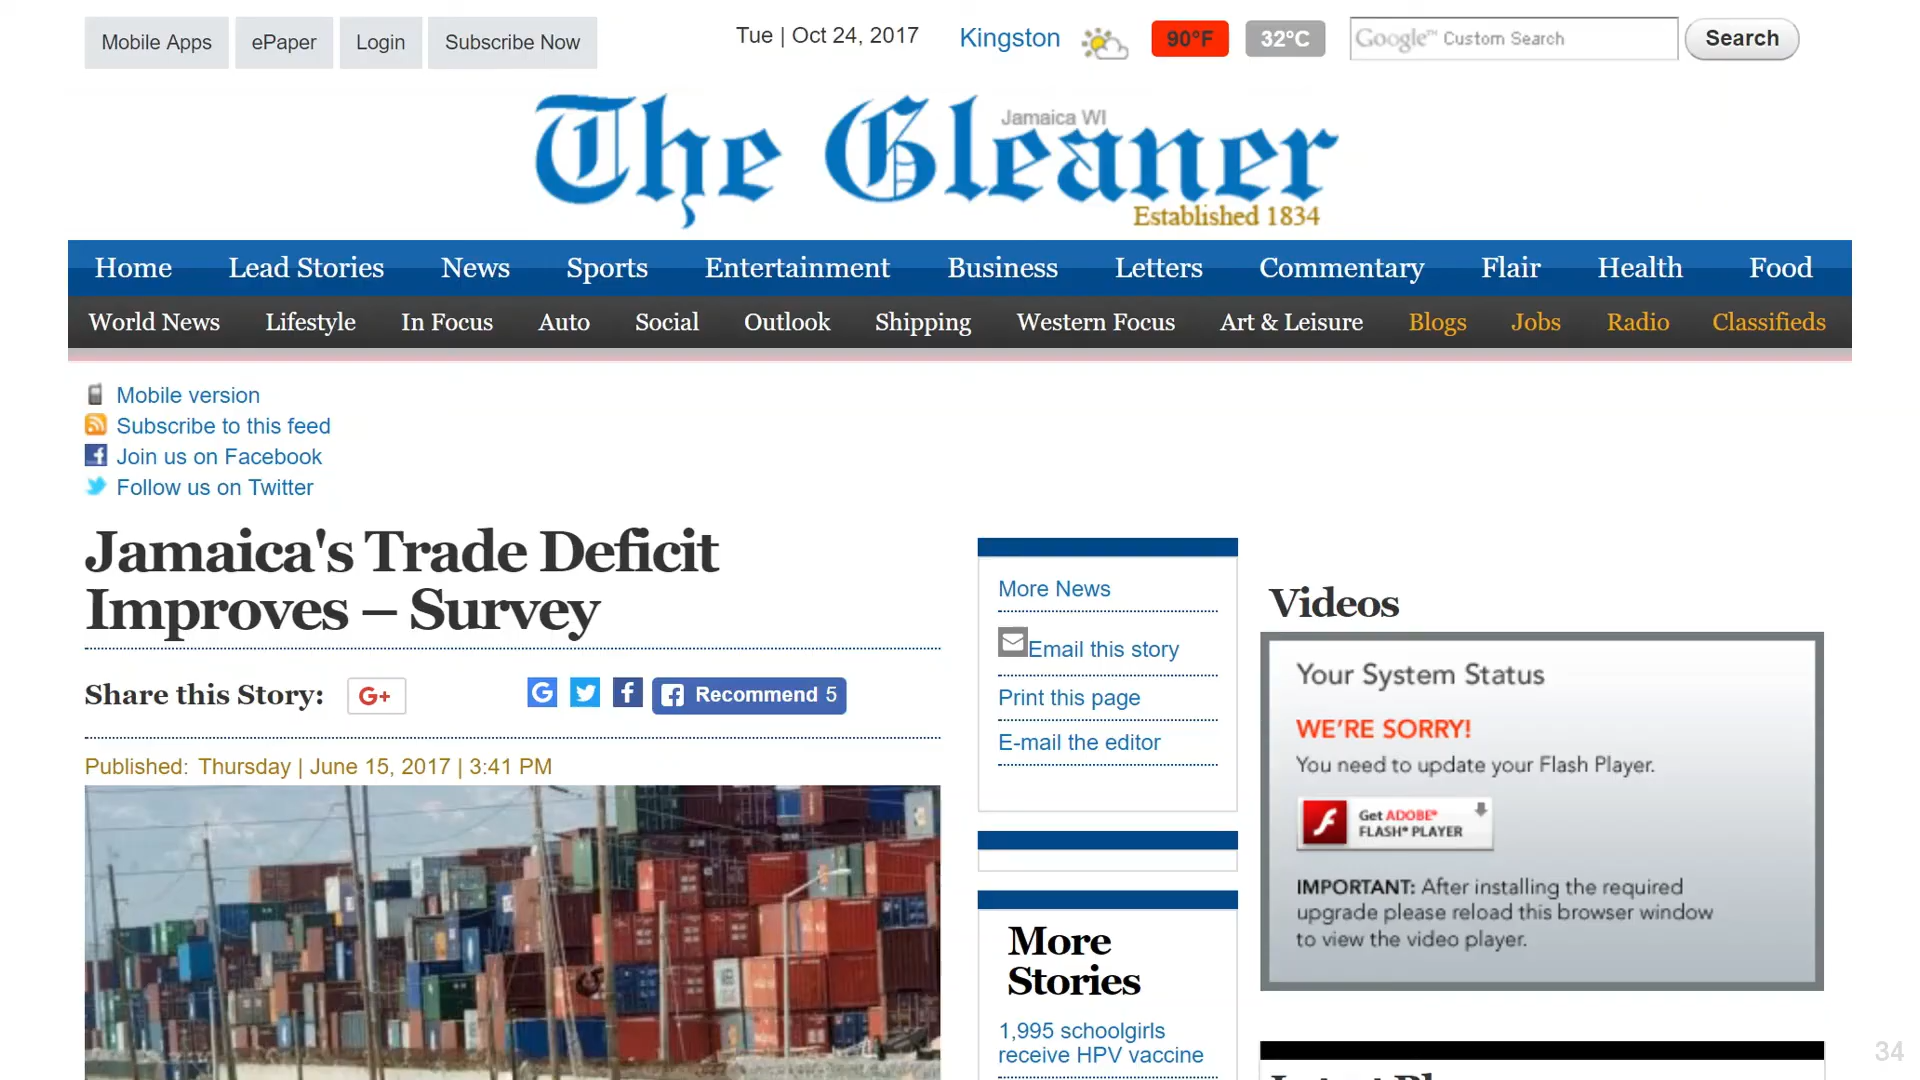 Mobile Apps
ePaper
Login
Subscribe Now
Tue | Oct 24, 2017
Kingston
90°F
32°C
Google™ Custom Search
Search
The Gleaner
Jamaica WI
Established 1834
Home
Lead Stories
News
Sports
Entertainment
Business
Letters
Commentary
Flair
Health
Food
World News
Lifestyle
In Focus
Auto
Social
Outlook
Shipping
Western Focus
Art & Leisure
Blogs
Jobs
Radio
Classifieds
Mobile version
Subscribe to this feed
Join us on Facebook
Follow us on Twitter
Jamaica's Trade Deficit
Improves – Survey
Share this Story:
G+
Recommend 5
Published: Thursday | June 15, 2017 | 3:41 PM
More News
Email this story
Print this page
E-mail the editor
More
Stories
1,995 schoolgirls
receive HPV vaccine
Videos
Your System Status
WE'RE SORRY!
You need to update your Flash Player.
Get ADOBE®
FLASH® PLAYER
IMPORTANT: After installing the required
upgrade please reload this browser window
to view the video player.
34